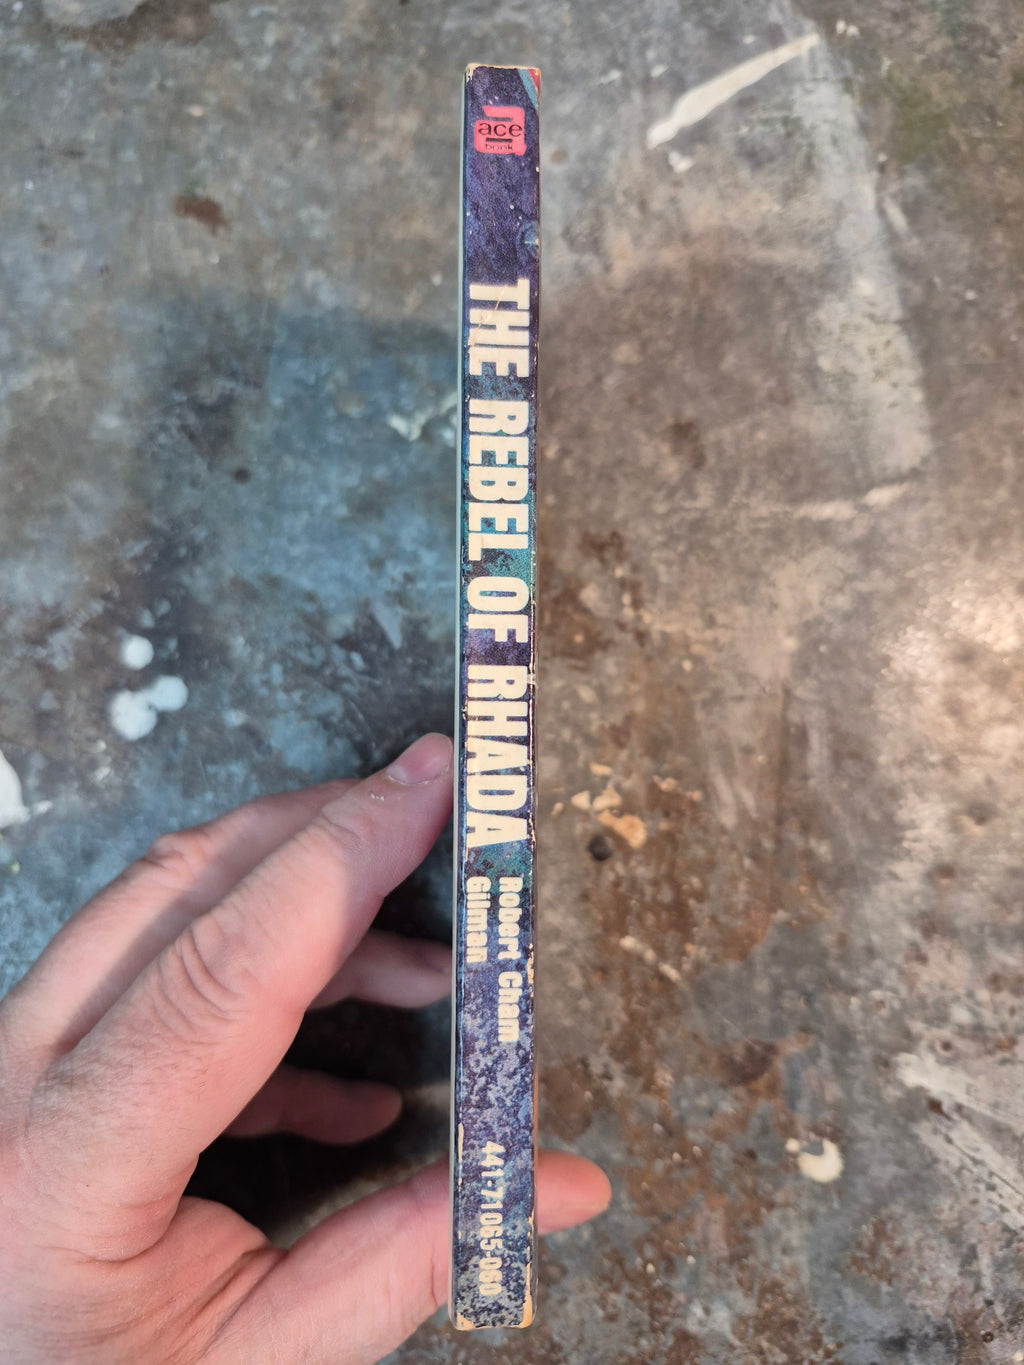 ace
book
THE REBEL OF RHADA
Robert Cham
Gilman
441-71065-060